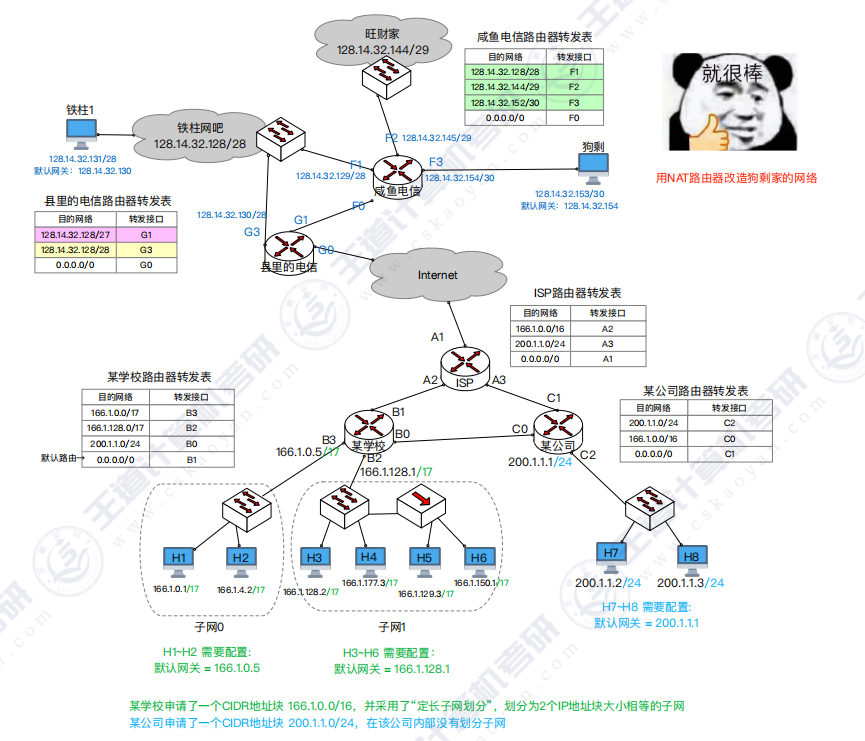 旺财家
128.14.32.144/29
咸鱼电信路由器转发表
目的网络 转发接口
128.14.32.128/28 F1
128.14.32.144/29 F2
128.14.32.152/30 F3
0.0.0.0/0 F0
就很棒
用NAT路由器改造狗剩家的网络
铁柱1
128.14.32.131/28
默认网关：128.14.32.130
铁柱网吧
128.14.32.128/28
F2 128.14.32.145/29
F1
128.14.32.129/28
F3
128.14.32.154/30
咸鱼电信
F0
狗剩
128.14.32.153/30
默认网关：128.14.32.154
县里的电信路由器转发表
目的网络 转发接口
128.14.32.128/27 G1
128.14.32.128/28 G3
0.0.0.0/0 G0
128.14.32.130/28
G1
G3
G0
县里的电信
Internet
ISP路由器转发表
目的网络 转发接口
166.1.0.0/16 A2
200.1.1.0/24 A3
0.0.0.0/0 A1
A1
ISP
A2
A3
某学校路由器转发表
目的网络 转发接口
166.1.0.0/17 B3
166.1.128.0/17 B2
200.1.1.0/24 B0
默认路由→ 0.0.0.0/0 B1
B1
B3
B0
某学校
166.1.0.5/17
B2
166.1.128.1/17
C1
C0
某公司
C2
200.1.1.1/24
某公司路由器转发表
目的网络 转发接口
200.1.1.0/24 C2
166.1.0.0/16 C0
0.0.0.0/0 C1
H1
H2
H3
H4
H5
H6
H7
H8
166.1.0.1/17
166.1.4.2/17
166.1.128.2/17
166.1.177.3/17
166.1.129.3/17
166.1.150.1/17
200.1.1.2/24
200.1.1.3/24
子网0
子网1
H1~H2 需要配置:
默认网关 = 166.1.0.5
H3~H6 需要配置:
默认网关 = 166.1.128.1
H7~H8 需要配置:
默认网关 = 200.1.1.1
某学校申请了一个CIDR地址块 166.1.0.0/16，并采用了“定长子网划分”，划分为2个IP地址块大小相等的子网
某公司申请了一个CIDR地址块 200.1.1.0/24，在该公司内部没有划分子网
王道计算机考研
www.cskaoyan.com